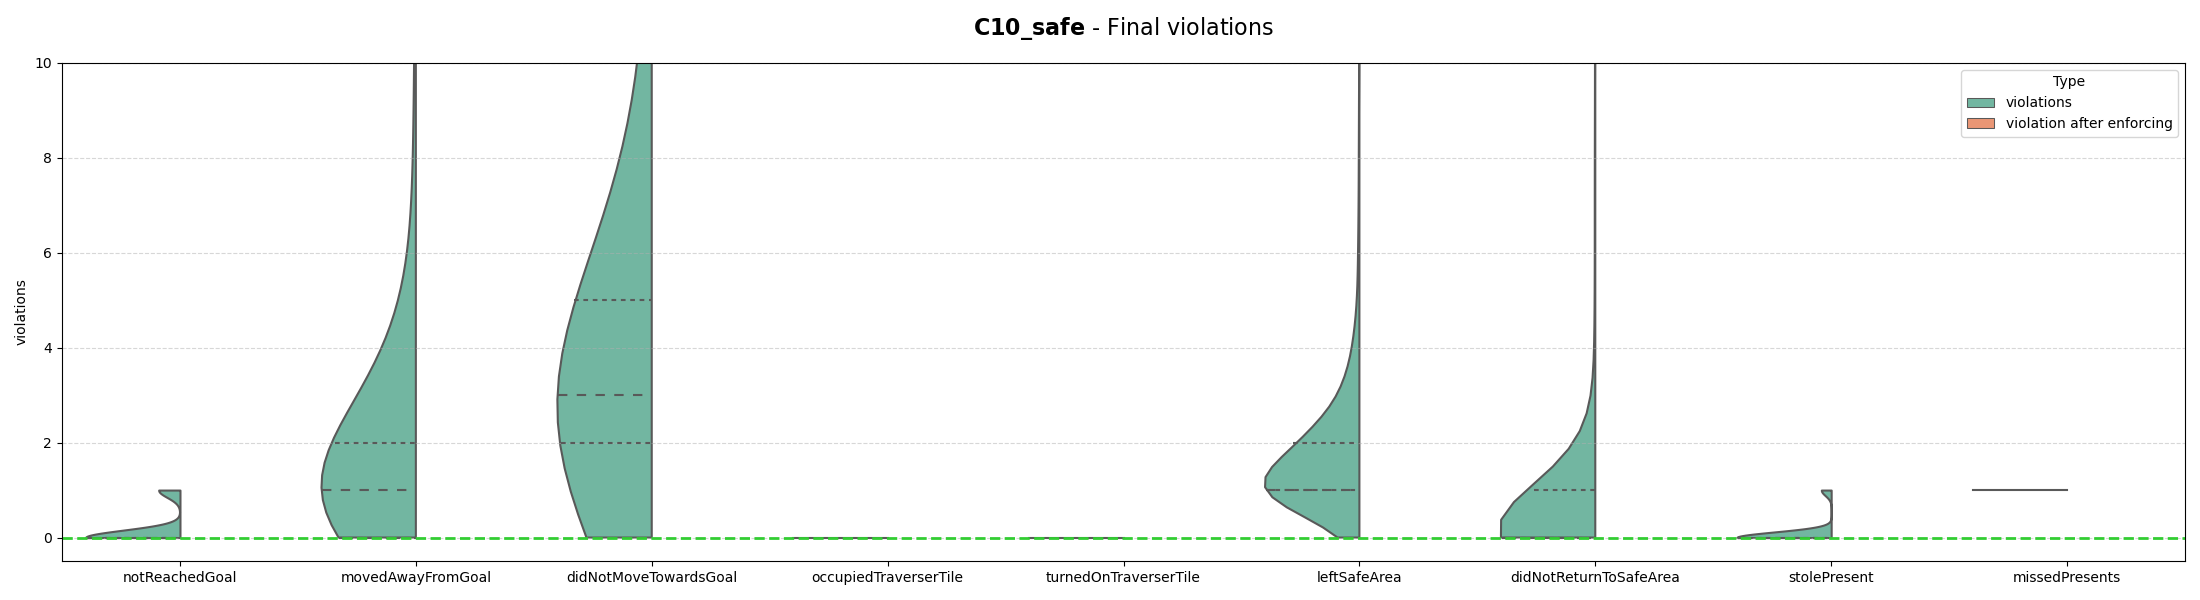 C10_safe - Final violations
10
8
6
4
2
0
violations
Type
violations
violation after enforcing
notReachedGoal
movedAwayFromGoal
didNotMoveTowardsGoal
occupiedTraverserTile
turnedOnTraverserTile
leftSafeArea
didNotReturnToSafeArea
stolePresent
missedPresents